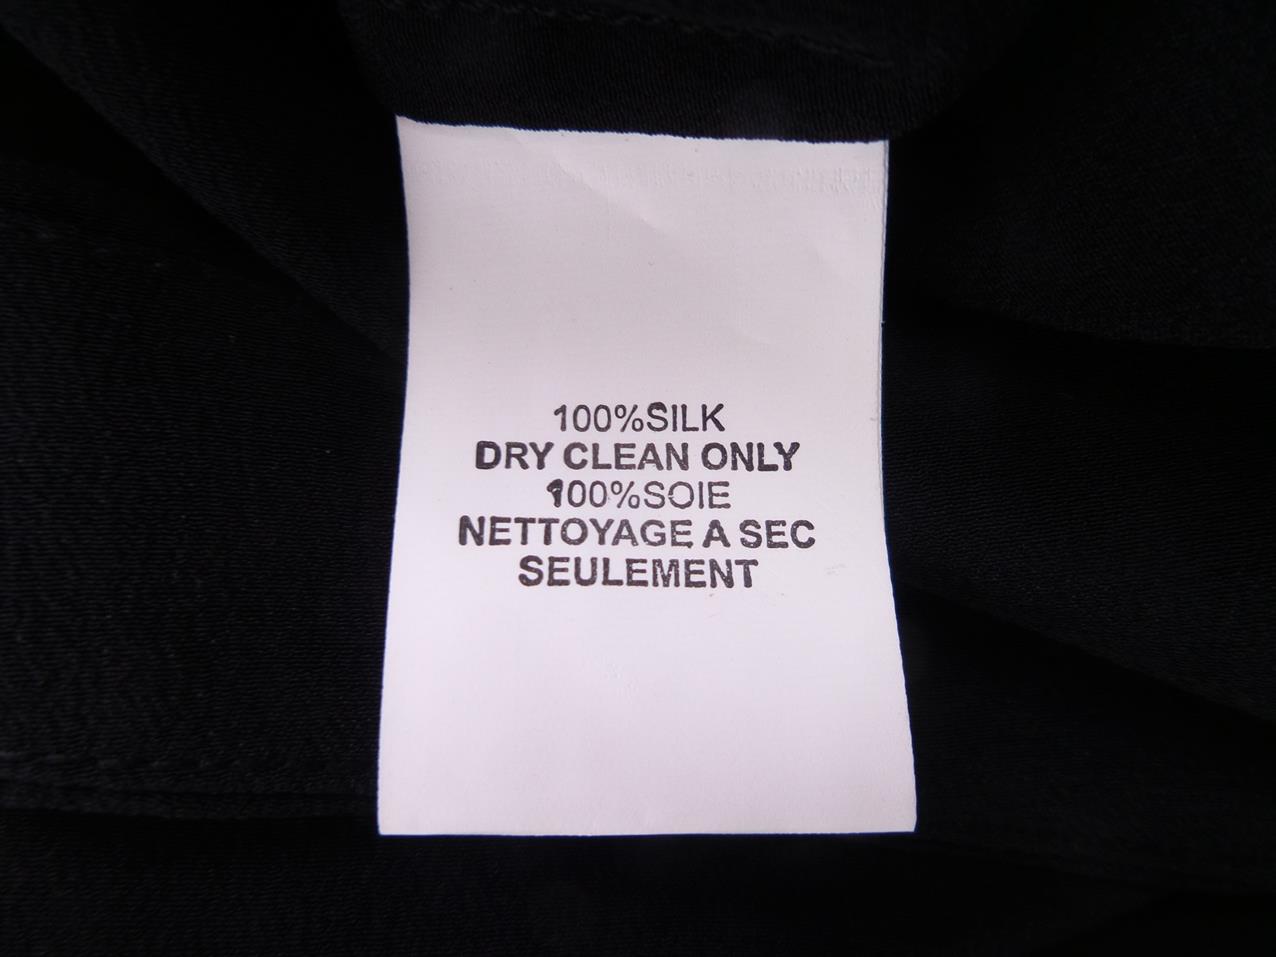 100%SILK
DRY CLEAN ONLY
100%SOIE
NETTOYAGE A SEC
SEULEMENT